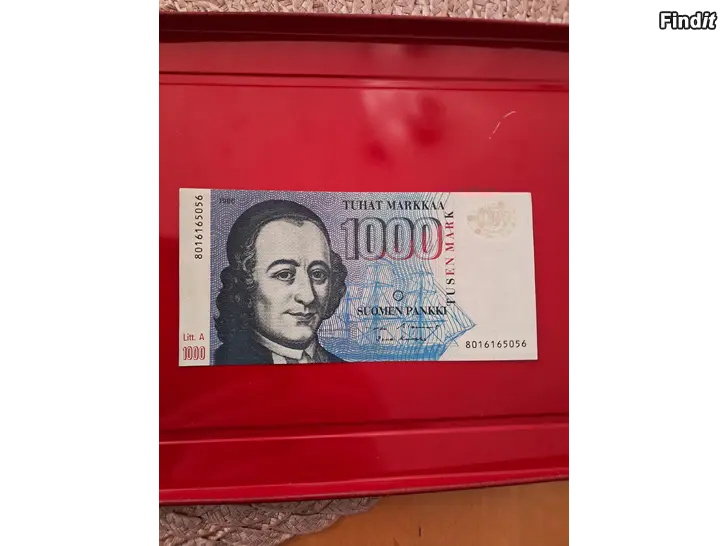 Findit
8016165056
1986
TUHAT MARKKAA
1000
TUSEN MARK
SUOMEN PANKKI
Litt. A
1000
8016165056